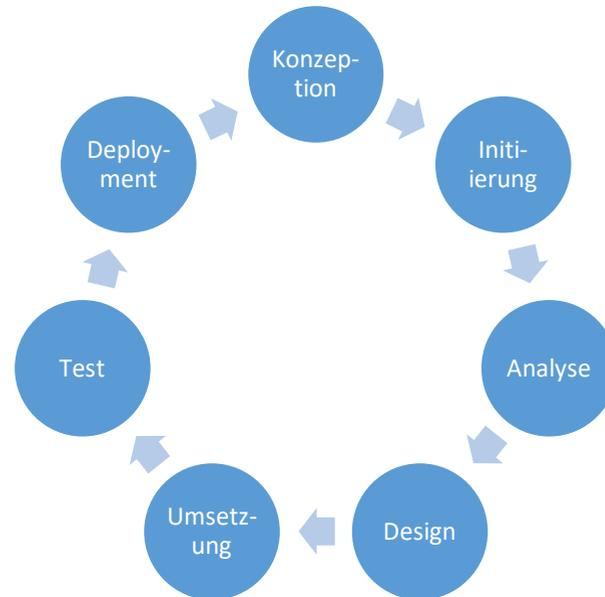 Konzep-
tion
Initi-
ierung
Analyse
Design
Umsetz-
ung
Test
Deploy-
ment